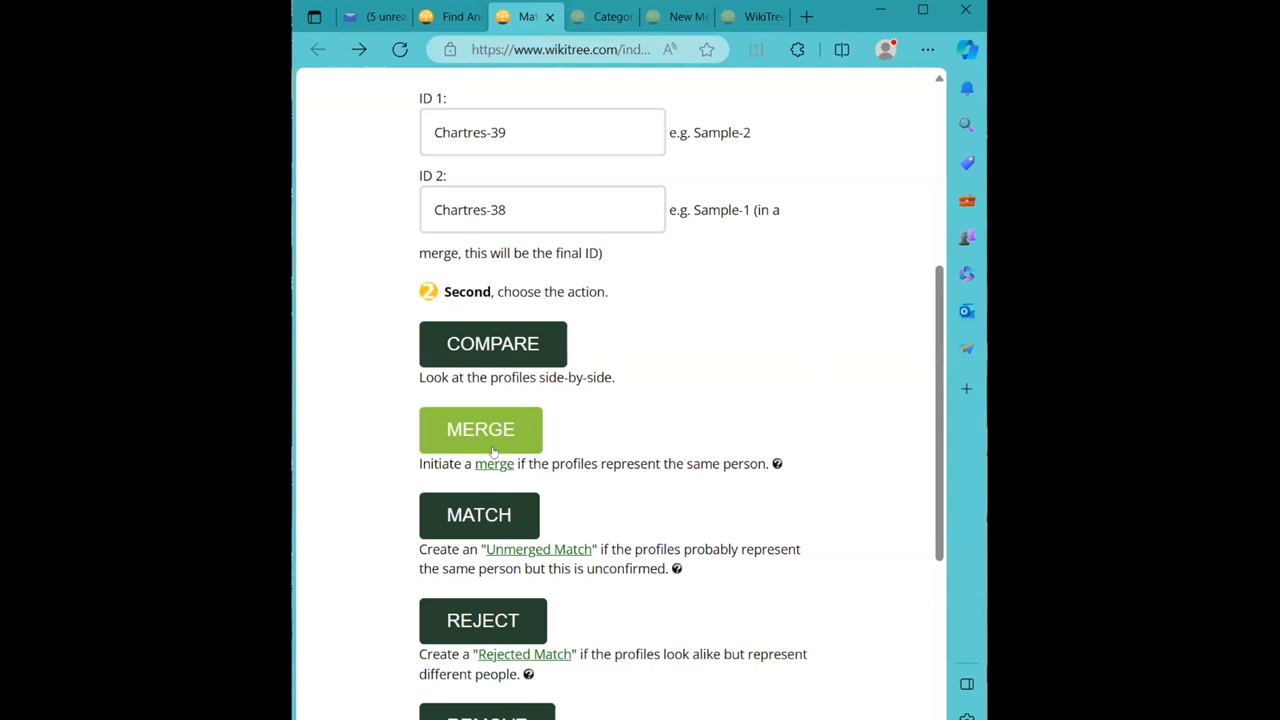 (5 unrea
Find An
Mat
Categor
New Me
WikiTre
https://www.wikitree.com/ind...
ID 1:
Chartres-39 e.g. Sample-2
ID 2:
Chartres-38 e.g. Sample-1 (in a
merge, this will be the final ID)
2 Second, choose the action.
COMPARE
Look at the profiles side-by-side.
MERGE
Initiate a merge if the profiles represent the same person. ?
MATCH
Create an "Unmerged Match" if the profiles probably represent
the same person but this is unconfirmed. ?
REJECT
Create a "Rejected Match" if the profiles look alike but represent
different people. ?